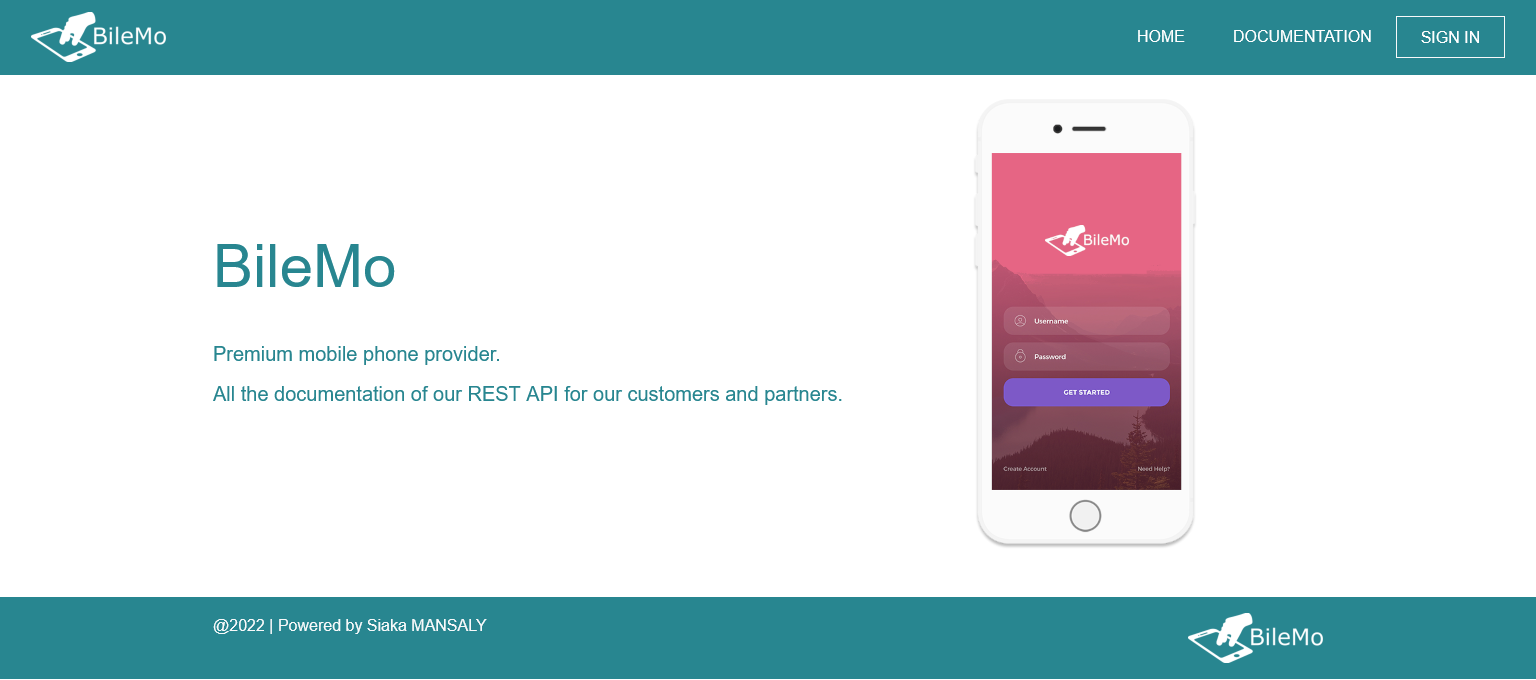 BileMo
HOME
DOCUMENTATION
SIGN IN
BileMo
Premium mobile phone provider.
All the documentation of our REST API for our customers and partners.
BileMo
Username
Password
GET STARTED
Create Account
Need Help?
@2022 | Powered by Siaka MANSALY
BileMo